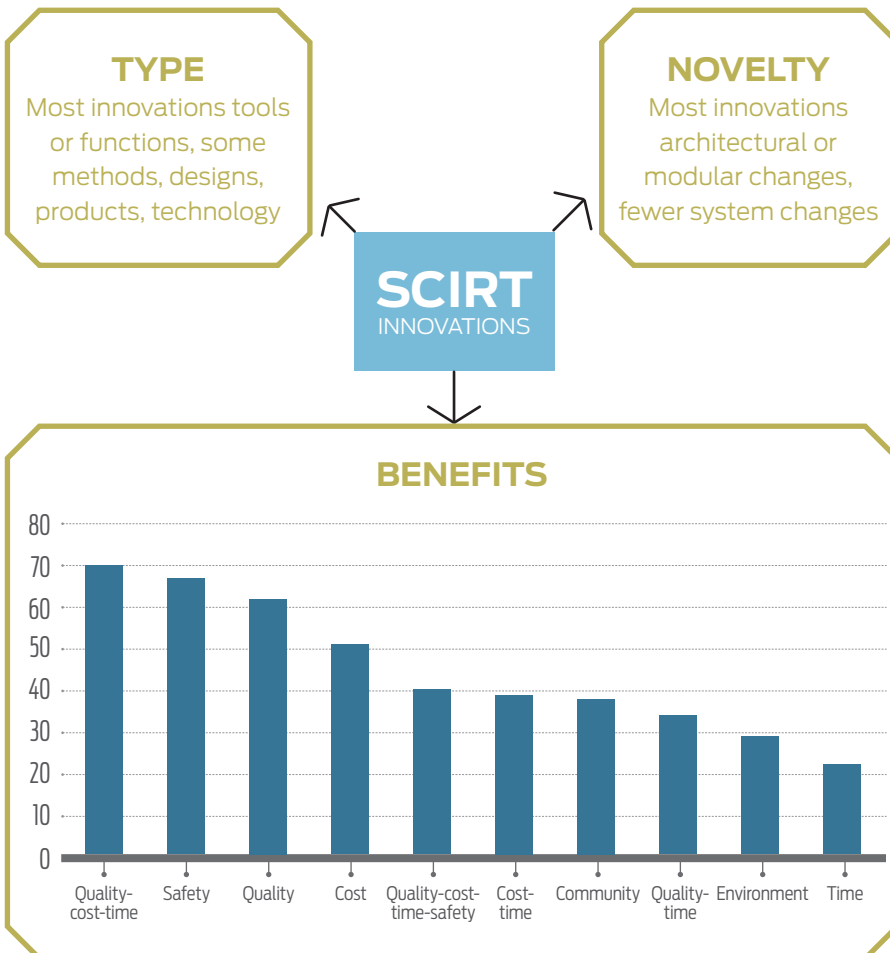 TYPE
Most innovations tools
or functions, some
methods, designs,
products, technology
NOVELTY
Most innovations
architectural or
modular changes,
fewer system changes
SCIRT
INNOVATIONS
BENEFITS
80
70
60
50
40
30
20
10
0
Quality-
cost-time
Safety
Quality
Cost
Quality-cost-
time-safety
Cost-
time
Community
Quality-
time
Environment
Time